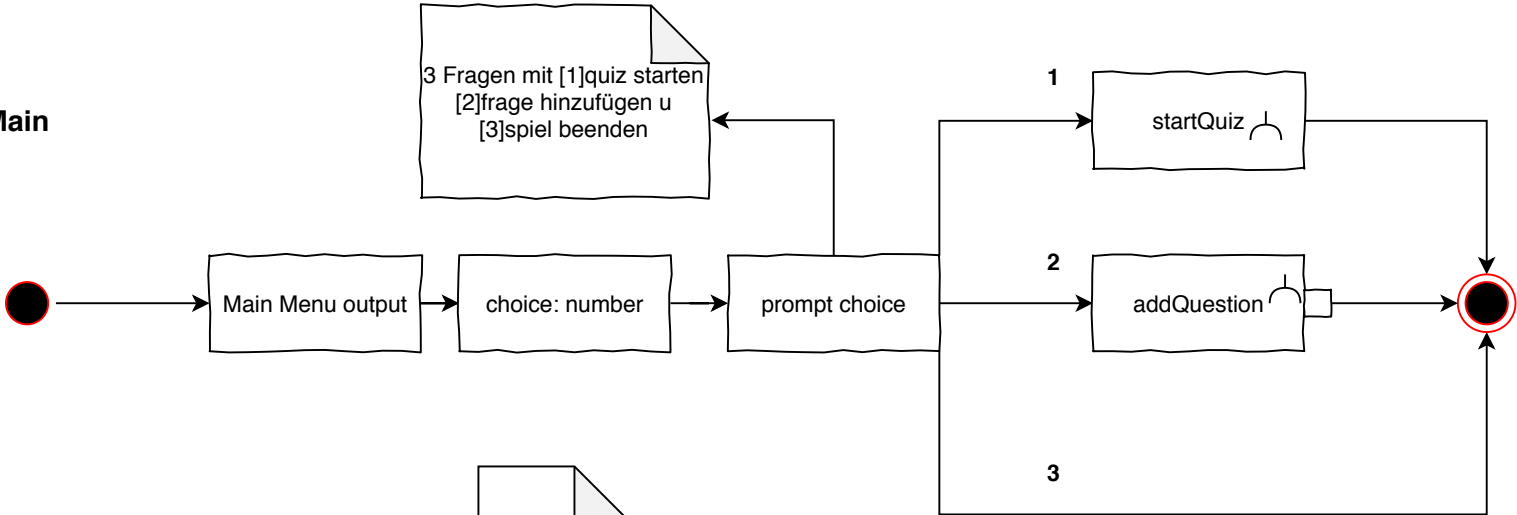 3 Fragen mit [1]quiz starten
[2]frage hinzufügen u
[3]spiel beenden
Main
1
startQuiz
2
Main Menu output
choice: number
prompt choice
addQuestion
3